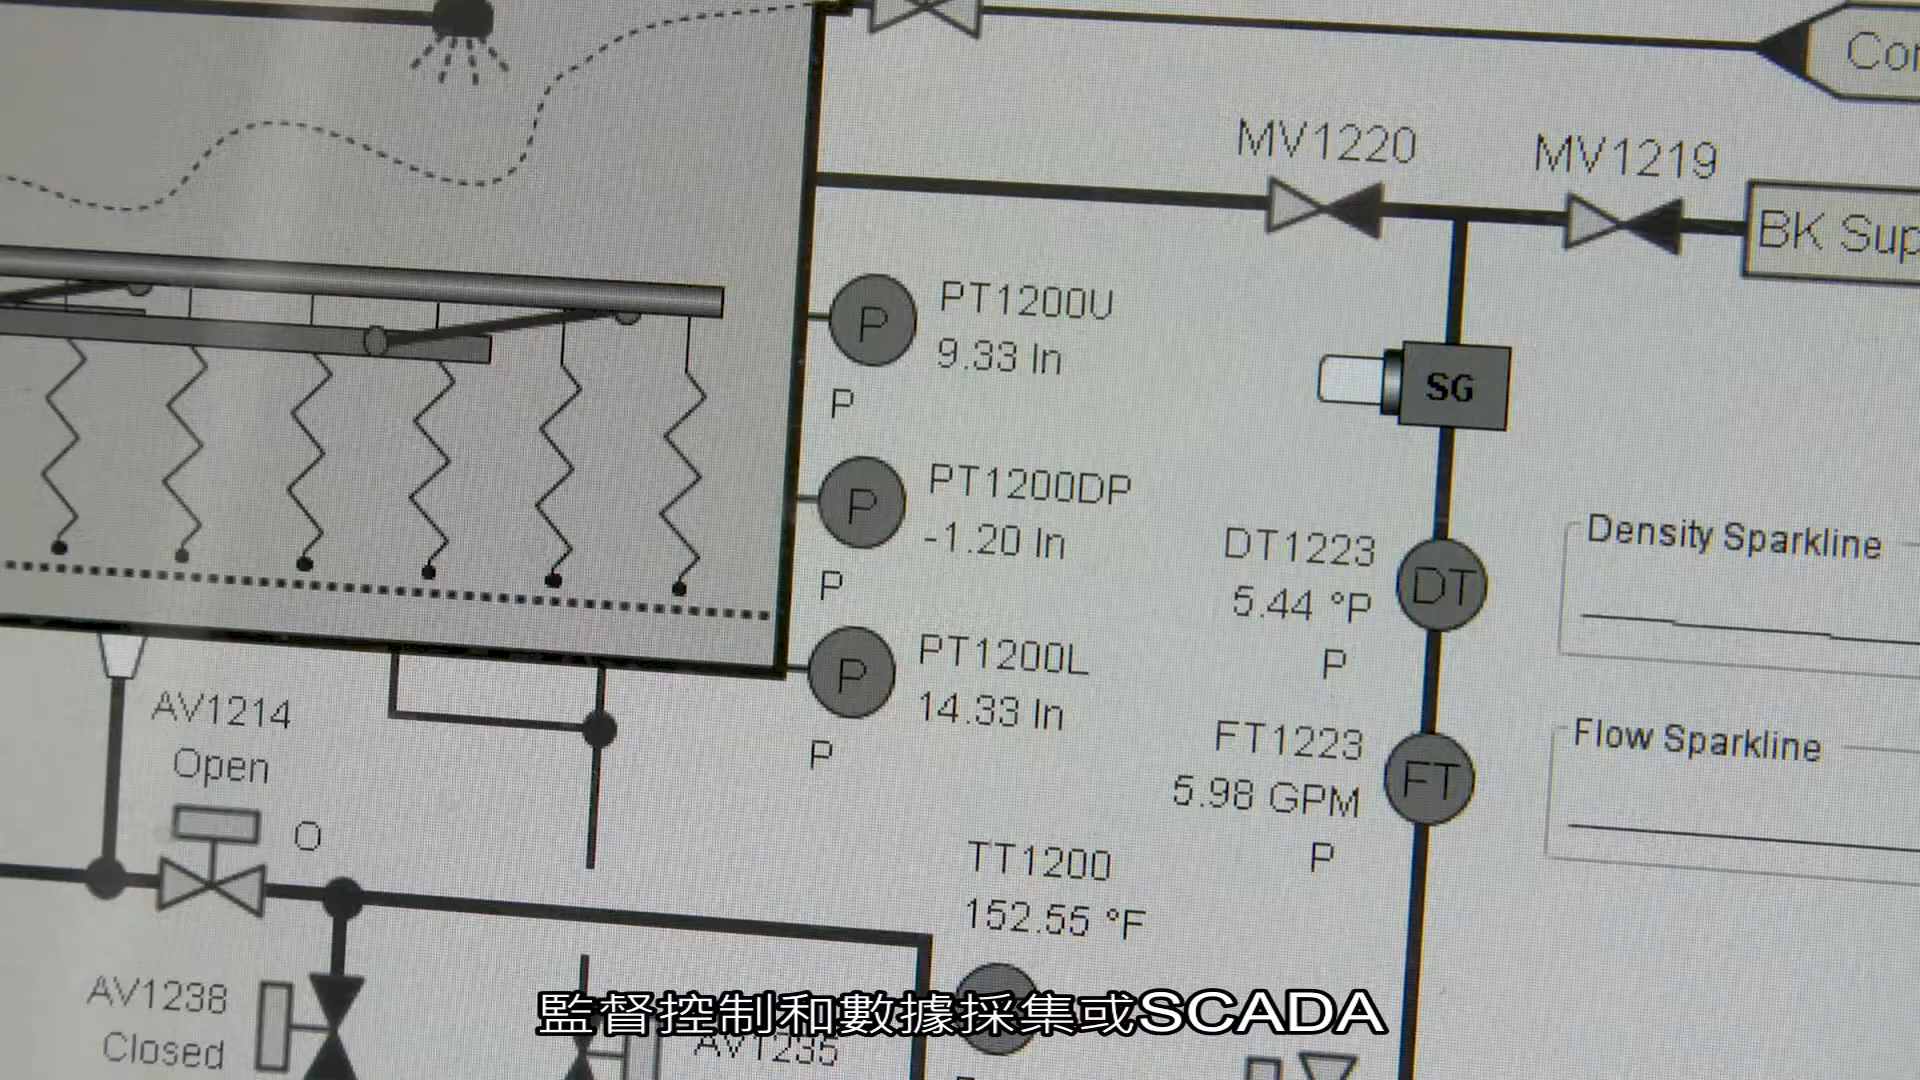 Cor
MV1220
MV1219
BK Sup
PT1200U
9.33 In
P
P
SG
PT1200DP
-1.20 In
P
P
DT1223
5.44 °P
DT
P
Density Sparkline
PT1200L
14.33 In
P
P
FT1223
5.98 GPM
FT
P
Flow Sparkline
AV1214
Open
O
TT1200
152.55 °F
AV1238
Closed
AV1235
監督控制和數據採集或SCADA